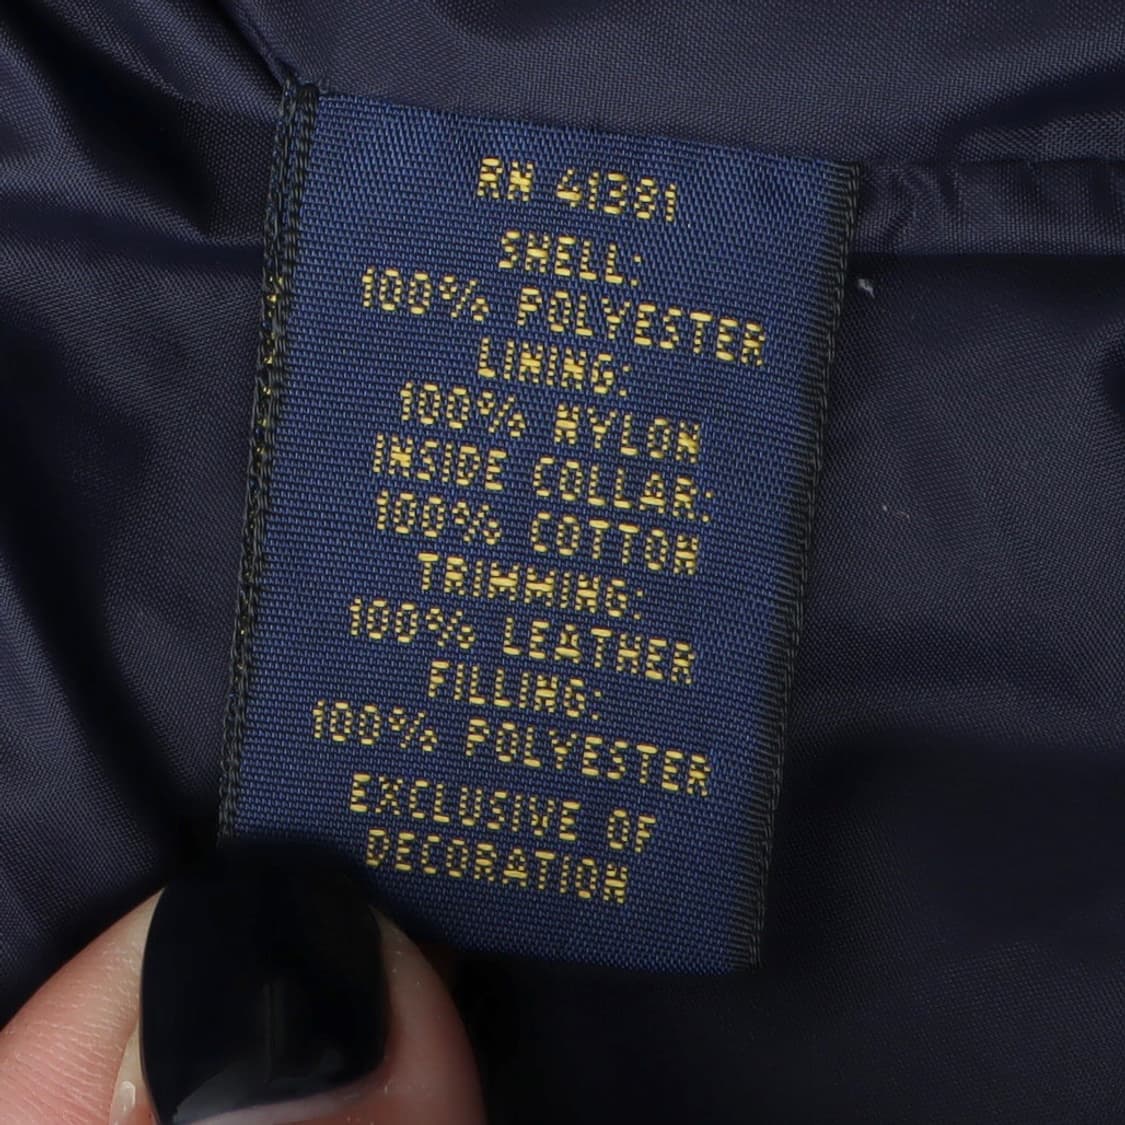 RN 41381
SHELL:
100% POLYESTER
LINING:
100% NYLON
INSIDE COLLAR:
100% COTTON
TRIMMING:
100% LEATHER
FILLING:
100% POLYESTER
EXCLUSIVE OF
DECORATION